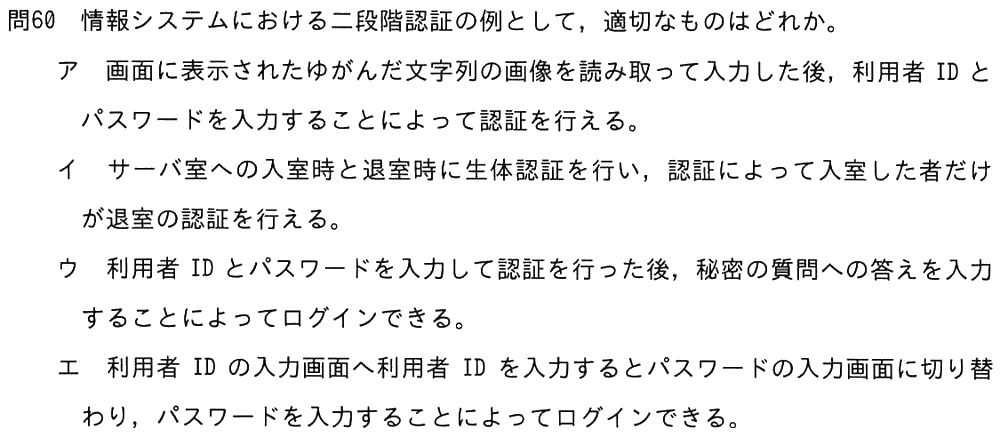 問60 情報システムにおける二段階認証の例として，適切なものはどれか。
ア 画面に表示されたゆがんだ文字列の画像を読み取って入力した後，利用者 ID と
パスワードを入力することによって認証を行える。
イ サーバ室への入室時と退室時に生体認証を行い，認証によって入室した者だけ
が退室の認証を行える。
ウ 利用者 ID とパスワードを入力して認証を行った後，秘密の質問への答えを入力
することによってログインできる。
エ 利用者 ID の入力画面へ利用者 ID を入力するとパスワードの入力画面に切り替
わり，パスワードを入力することによってログインできる。